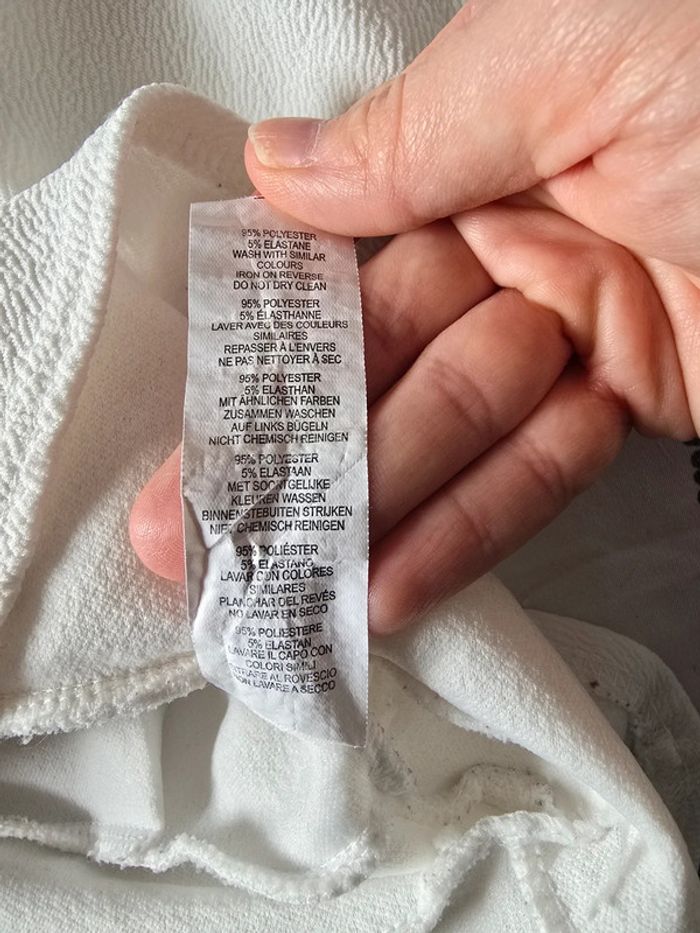 95% POLYESTER
5% ELASTANE
WASH WITH SIMILAR
COLOURS
IRON ON REVERSE
DO NOT DRY CLEAN
95% POLYESTER
5% ÉLASTHANNE
LAVER AVEC DES COULEURS
SIMILAIRES
REPASSER À L'ENVERS
NE PAS NETTOYER À SEC
95% POLYESTER
5% ELASTHAN
MIT ÄHNLICHEN FARBEN
ZUSAMMEN WASCHEN
AUF LINKS BÜGELN
NICHT CHEMISCH REINIGEN
95% POLYESTER
5% ELASTAAN
MET SOORTGELIJKE
KLEUREN WASSEN
BINNENSTEBUITEN STRIJKEN
NIET CHEMISCH REINIGEN
95% POLIÉSTER
5% ELASTANO
LAVAR CON COLORES
SIMILARES
PLANCHAR DEL REVÉS
NO LAVAR EN SECO
95% POLIESTERE
5% ELASTAN
LAVARE IL CAPO CON
COLORI SIMILI
AL ROVESCIO
NON LAVARE A SECCO